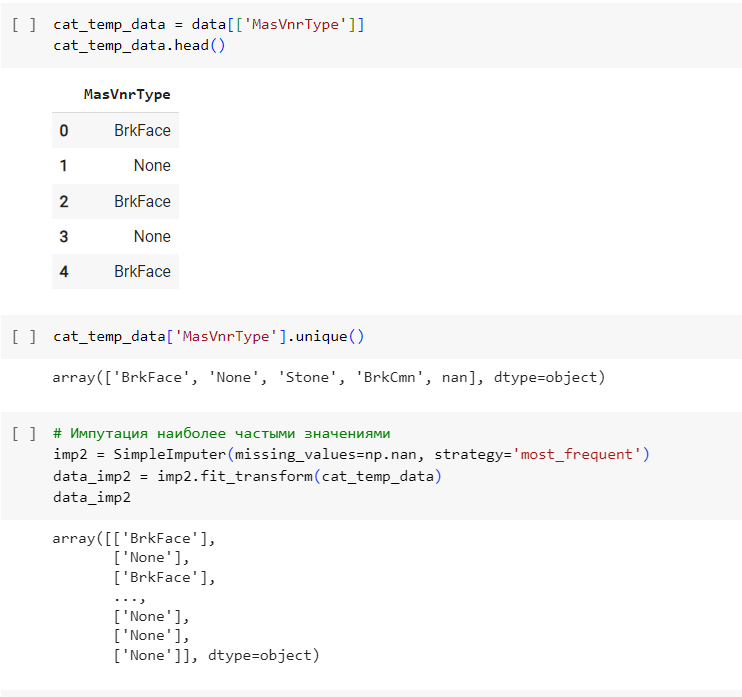 [ ] cat_temp_data = data[['MasVnrType']]
cat_temp_data.head()
MasVnrType
0 BrkFace
1 None
2 BrkFace
3 None
4 BrkFace
[ ] cat_temp_data['MasVnrType'].unique()
array(['BrkFace', 'None', 'Stone', 'BrkCmn', nan], dtype=object)
[ ] # Импутация наиболее частыми значениями
imp2 = SimpleImputer(missing_values=np.nan, strategy='most_frequent')
data_imp2 = imp2.fit_transform(cat_temp_data)
data_imp2
array([['BrkFace'],
['None'],
['BrkFace'],
...,
['None'],
['None'],
['None']], dtype=object)